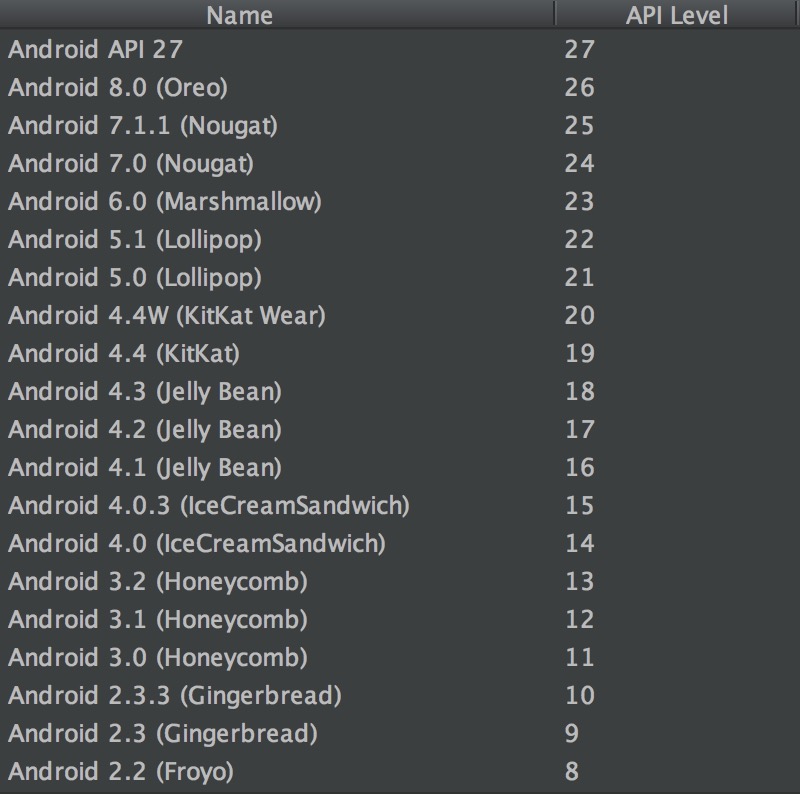 Name API Level
Android API 27 27
Android 8.0 (Oreo) 26
Android 7.1.1 (Nougat) 25
Android 7.0 (Nougat) 24
Android 6.0 (Marshmallow) 23
Android 5.1 (Lollipop) 22
Android 5.0 (Lollipop) 21
Android 4.4W (KitKat Wear) 20
Android 4.4 (KitKat) 19
Android 4.3 (Jelly Bean) 18
Android 4.2 (Jelly Bean) 17
Android 4.1 (Jelly Bean) 16
Android 4.0.3 (IceCreamSandwich) 15
Android 4.0 (IceCreamSandwich) 14
Android 3.2 (Honeycomb) 13
Android 3.1 (Honeycomb) 12
Android 3.0 (Honeycomb) 11
Android 2.3.3 (Gingerbread) 10
Android 2.3 (Gingerbread) 9
Android 2.2 (Froyo) 8